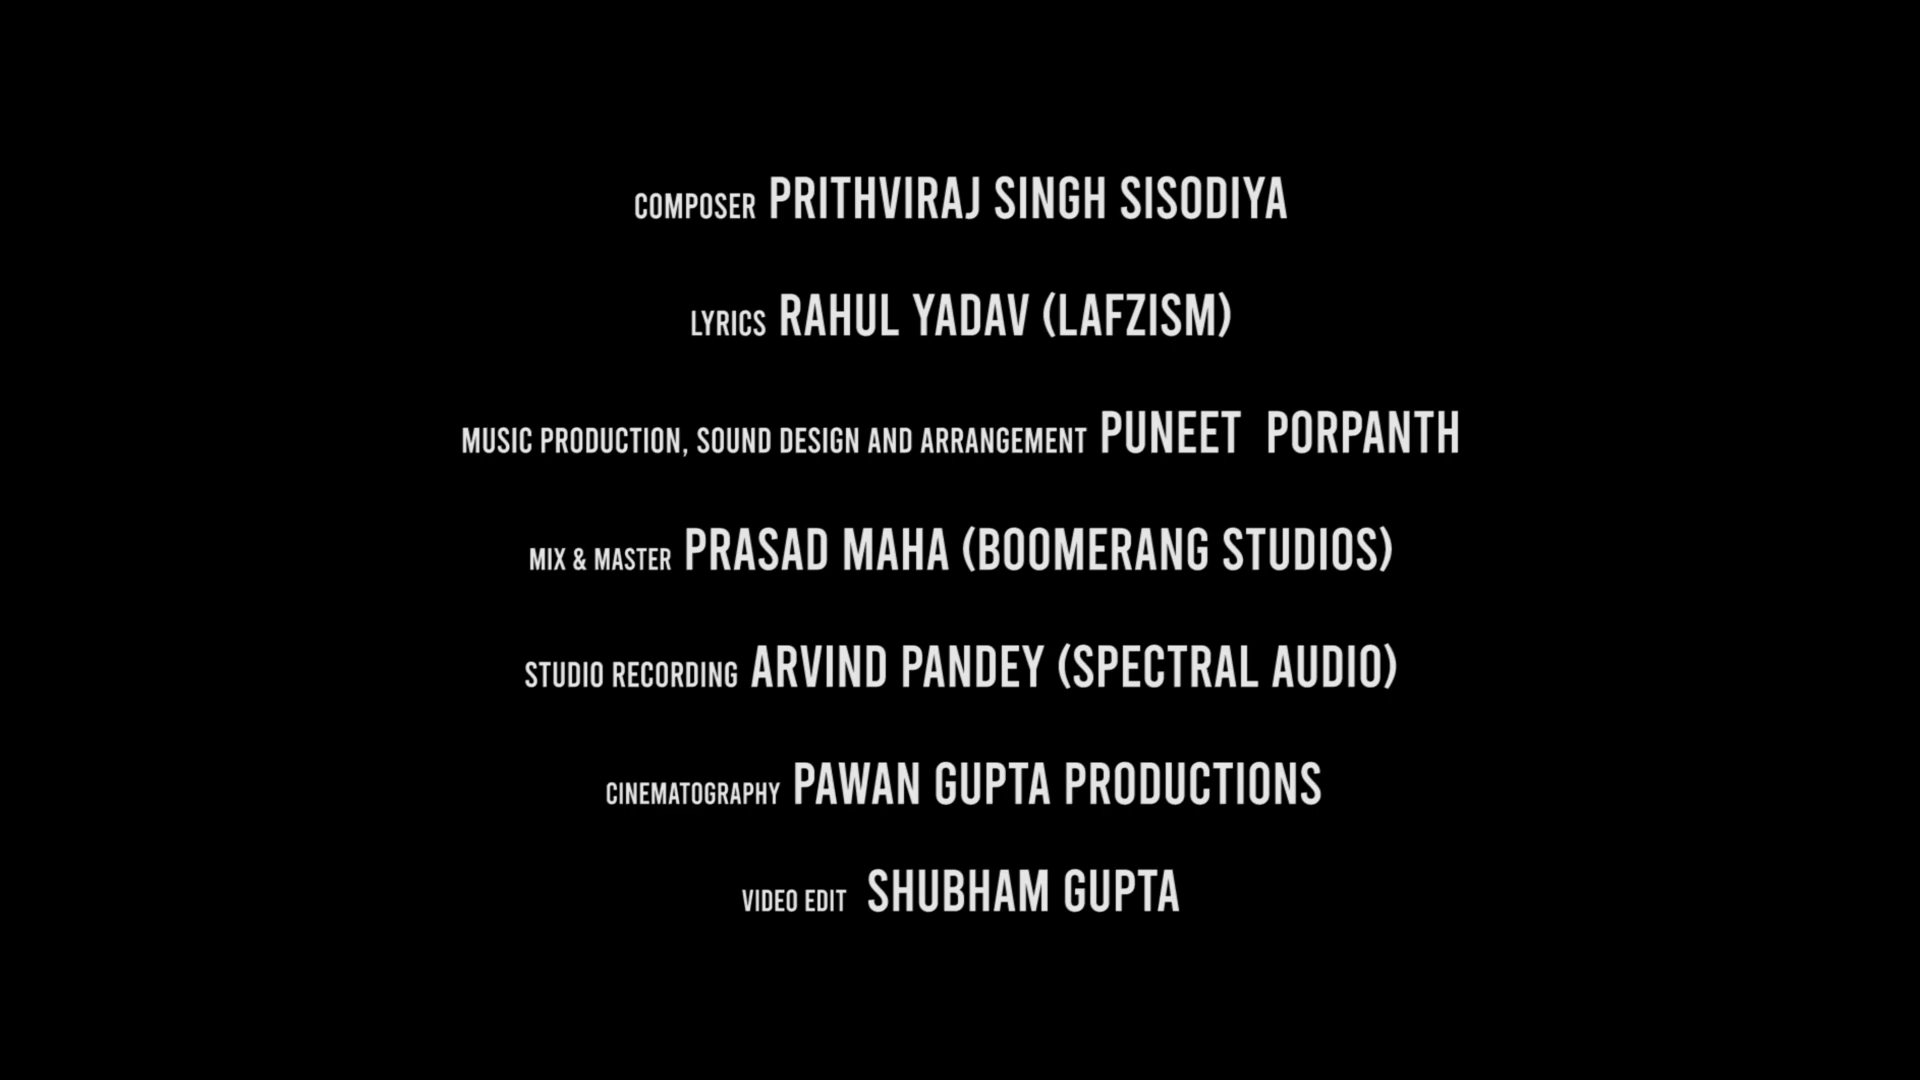 COMPOSER PRITHVIRAJ SINGH SISODIYA
LYRICS RAHUL YADAV (LAFZISM)
MUSIC PRODUCTION, SOUND DESIGN AND ARRANGEMENT PUNEET PORPANTH
MIX & MASTER PRASAD MAHA (BOOMERANG STUDIOS)
STUDIO RECORDING ARVIND PANDEY (SPECTRAL AUDIO)
CINEMATOGRAPHY PAWAN GUPTA PRODUCTIONS
VIDEO EDIT SHUBHAM GUPTA